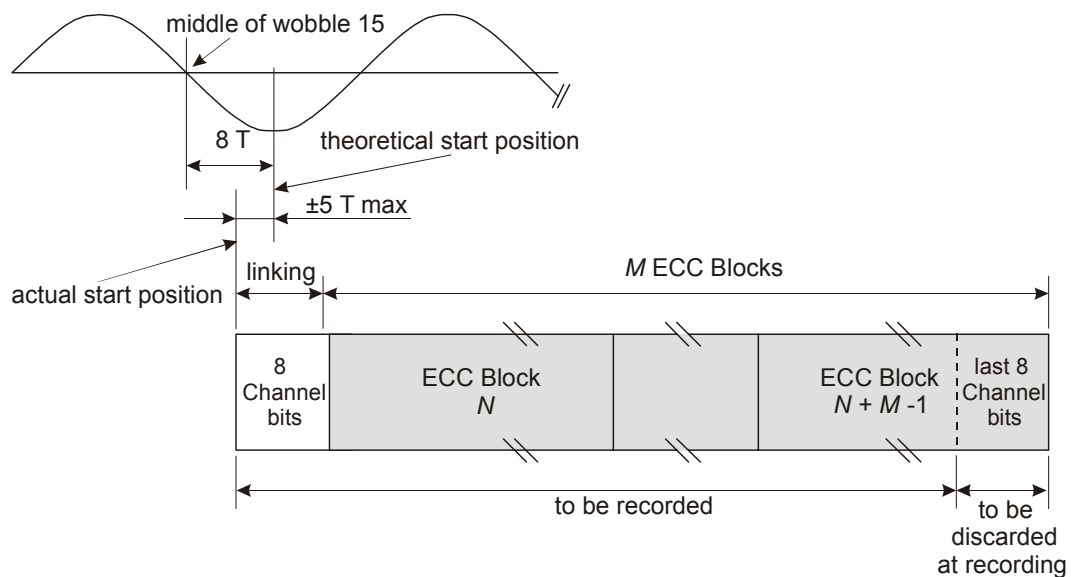 middle of wobble 15
8 T
theoretical start position
±5 T max
linking
M ECC Blocks
actual start position
8
Channel
bits
ECC Block
N
ECC Block
N + M -1
last 8
Channel
bits
to be recorded
to be
discarded
at recording